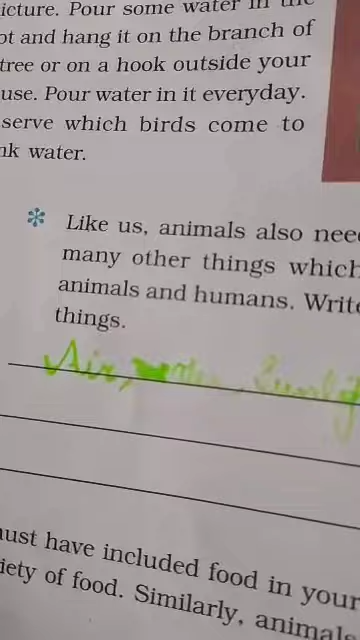 icture. Pour some water in the
ot and hang it on the branch of
tree or on a hook outside your
use. Pour water in it everyday.
serve which birds come to
nk water.
* Like us, animals also nee
many other things which
animals and humans. Write
things.
Air, water, Sunlig
must have included food in your
iety of food. Similarly, animals